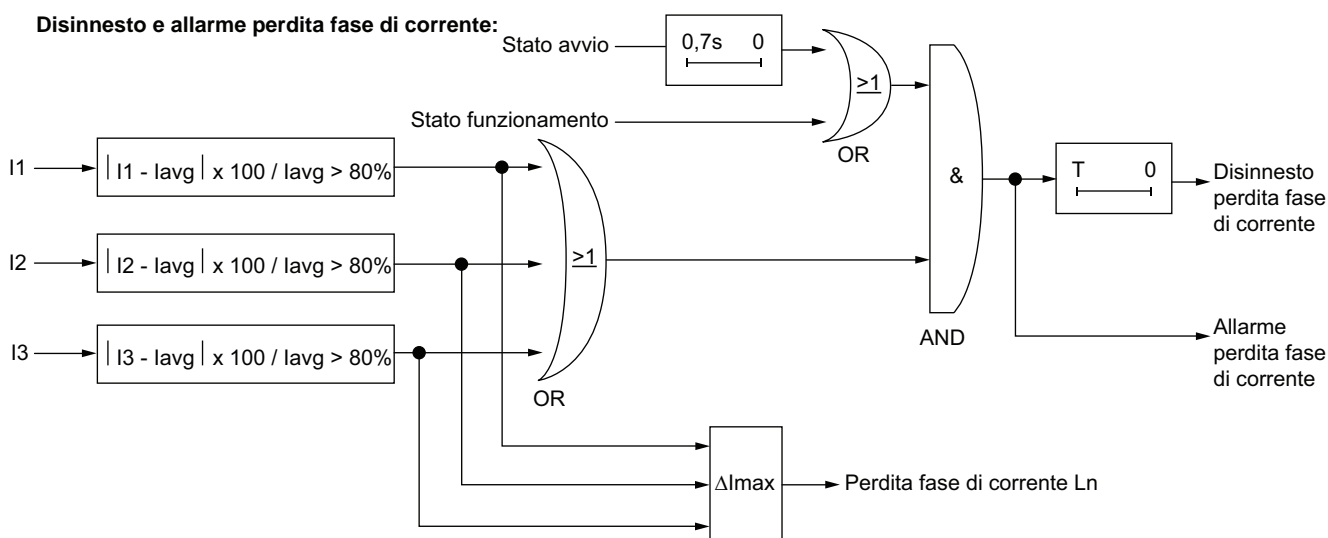 Disinnesto e allarme perdita fase di corrente:
Stato avvio
0,7s 0
≥1
OR
Stato funzionamento
I1
| I1 - Iavg | x 100 / Iavg > 80%
I2
| I2 - Iavg | x 100 / Iavg > 80%
I3
| I3 - Iavg | x 100 / Iavg > 80%
≥1
OR
&
AND
T 0
Disinnesto
perdita fase
di corrente
Allarme
perdita fase
di corrente
ΔImax
Perdita fase di corrente Ln